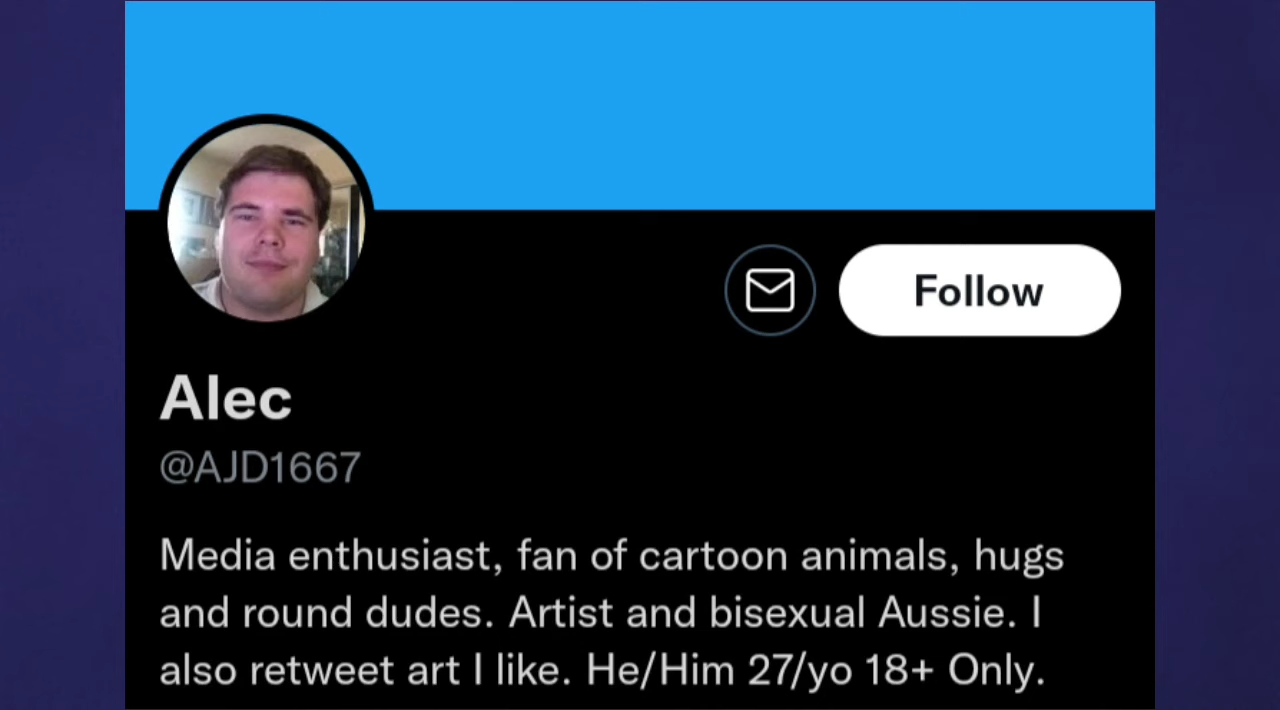 Follow
Alec
@AJD1667
Media enthusiast, fan of cartoon animals, hugs
and round dudes. Artist and bisexual Aussie. I
also retweet art I like. He/Him 27/yo 18+ Only.